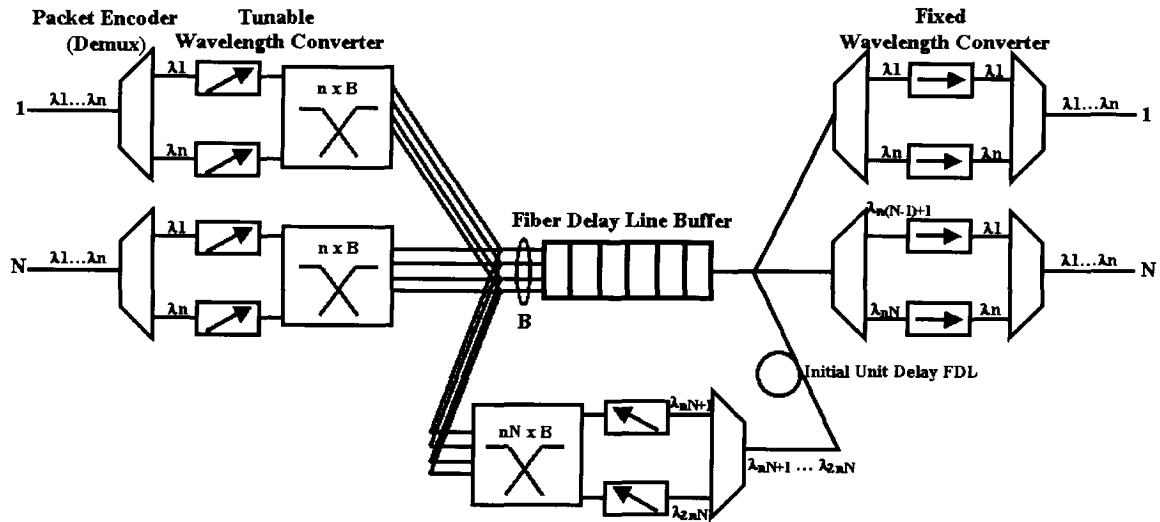 Packet Encoder
(Demux)
Tunable
Wavelength Converter
Fixed
Wavelength Converter
1
λ1...λn
λ1
λn
n x B
λ1
λ1
λn
λn
λ1...λn
1
N
λ1...λn
λ1
λn
n x B
Fiber Delay Line Buffer
B
λn(N-1)+1
λ1
λnN
λn
λ1...λn
N
Initial Unit Delay FDL
nN x B
λnN+1
λ2nN
λnN+1 ... λ2nN